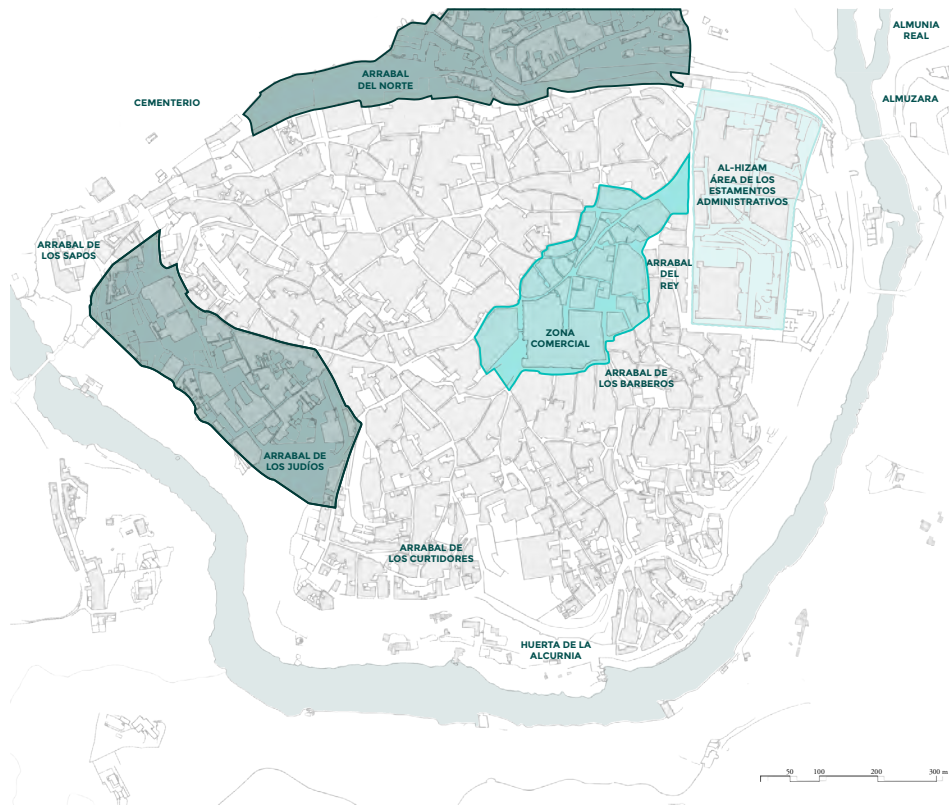 ALMUNIA
REAL
ARRABAL
DEL NORTE
CEMENTERIO
ALMUZARA
AL-HIZAM
ÁREA DE LOS
ESTAMENTOS
ADMINISTRATIVOS
ARRABAL DE
LOS SAPOS
ARRABAL
DEL
REY
ZONA
COMERCIAL
ARRABAL DE
LOS BARBEROS
ARRABAL DE
LOS JUDÍOS
ARRABAL DE
LOS CURTIDORES
HUERTA DE LA
ALCURNIA
50 100 200 300 m